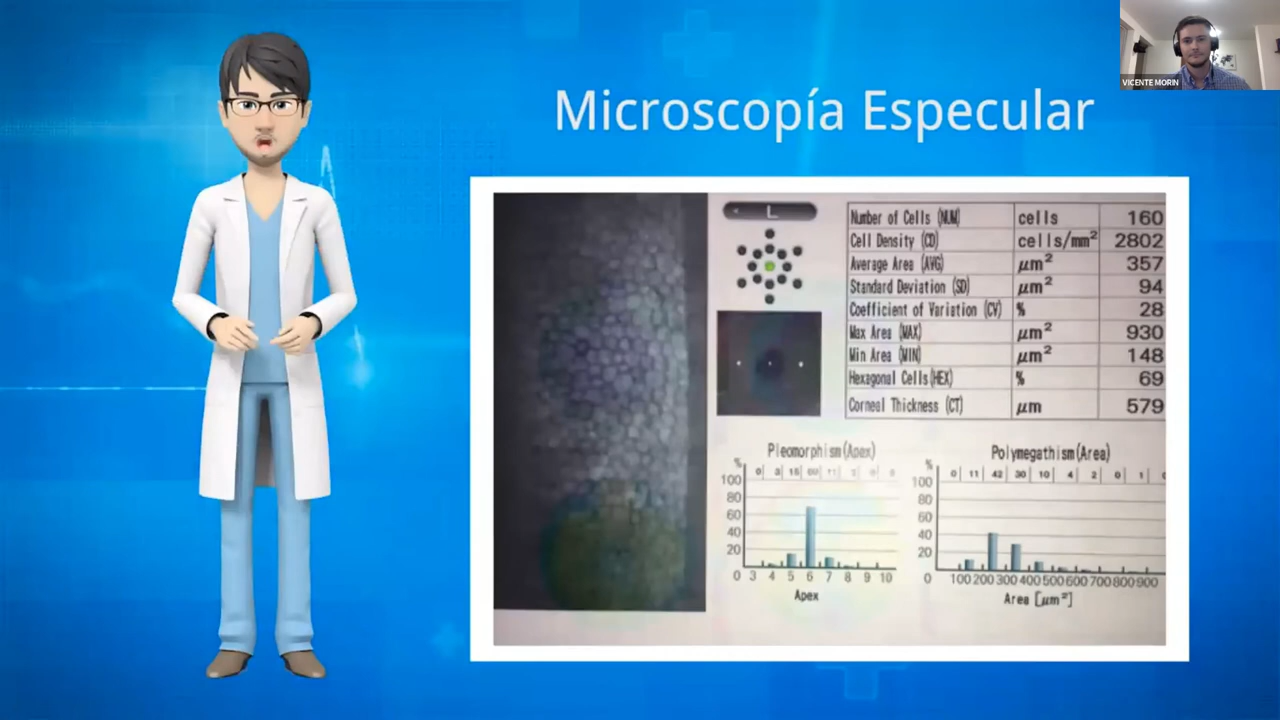 VICENTE MORIN
Microscopía Especular
L
Number of Cells (NUM) cells 160
Cell Density (CD) cells/mm² 2802
Average Area (AVG) μm² 357
Standard Deviation (SD) μm² 94
Coefficient of Variation (CV) % 28
Max Area (MAX) μm² 930
Min Area (MIN) μm² 148
Hexagonal Cells(HEX) % 69
Corneal Thickness (CT) μm 579
Pleomorphism(Apex)
%
0 3 15 69 11
100
80
60
40
20
0 3 4 5 6 7 8 9 10
Apex
Polymegathism(Area)
%
0 11 42 30 10 4 2 0 1
100
80
60
40
20
0 100 200 300 400 500 600 700 800 900
Area [μm²]